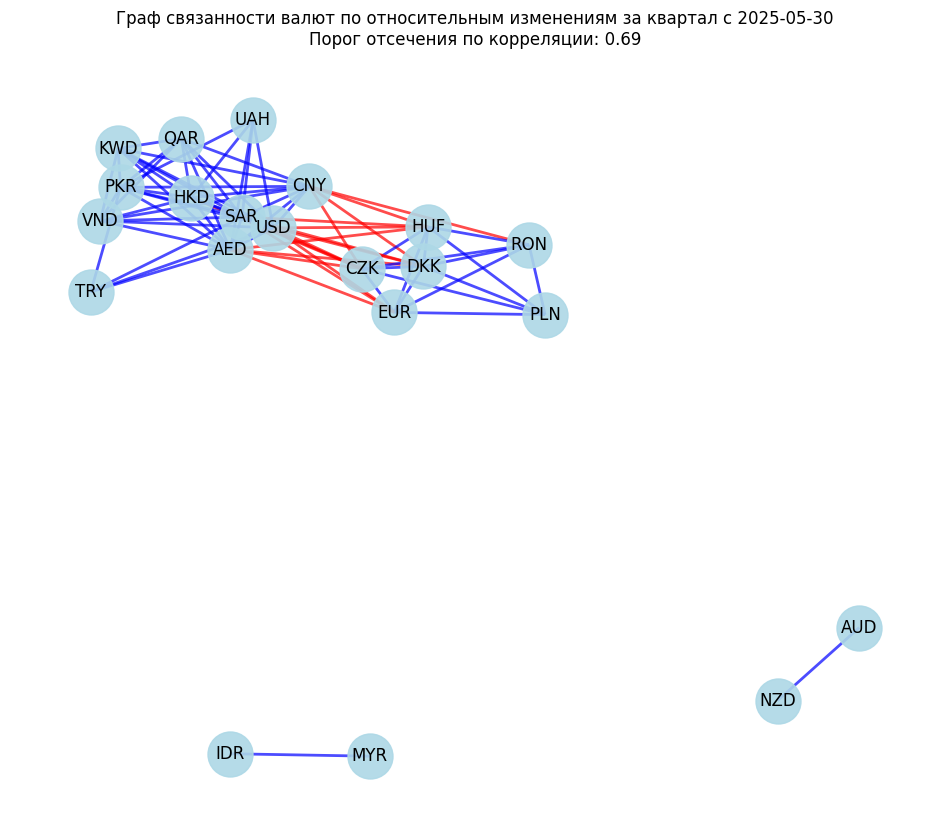 Граф связанности валют по относительным изменениям за квартал с 2025-05-30
Порог отсечения по корреляции: 0.69
UAH
QAR
KWD
PKR
CNY
HKD
SAR
VND
USD
HUF
AED
RON
CZK
DKK
TRY
EUR
PLN
AUD
NZD
IDR
MYR